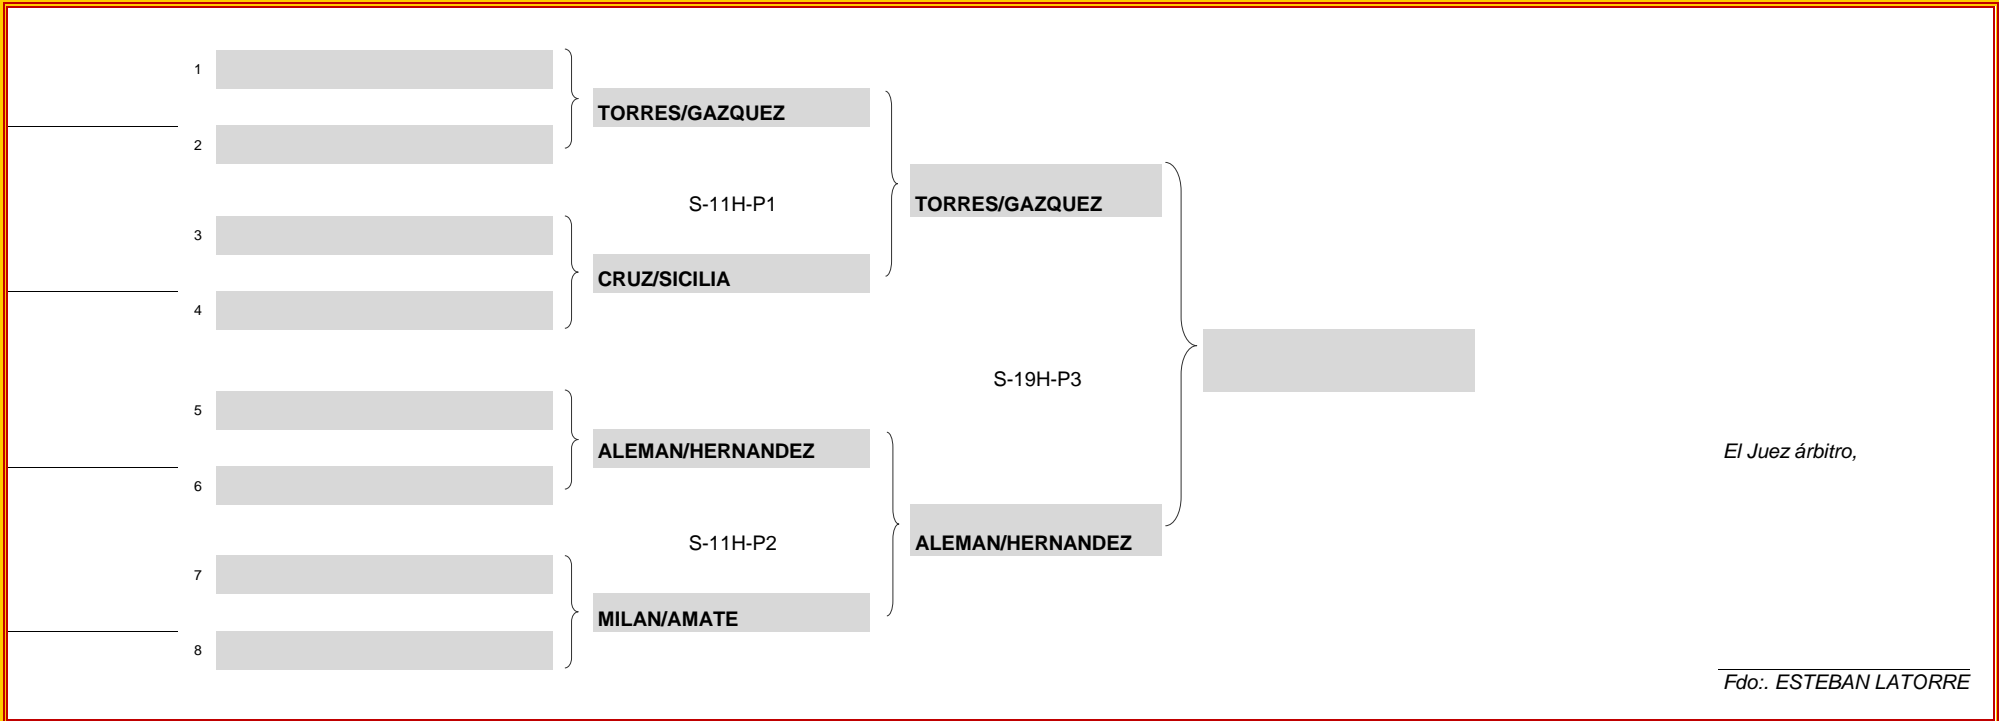 1
TORRES/GAZQUEZ
2
S-11H-P1
TORRES/GAZQUEZ
3
CRUZ/SICILIA
4
S-19H-P3
5
ALEMAN/HERNANDEZ
El Juez árbitro,
6
S-11H-P2
ALEMAN/HERNANDEZ
7
MILAN/AMATE
8
Fdo:. ESTEBAN LATORRE